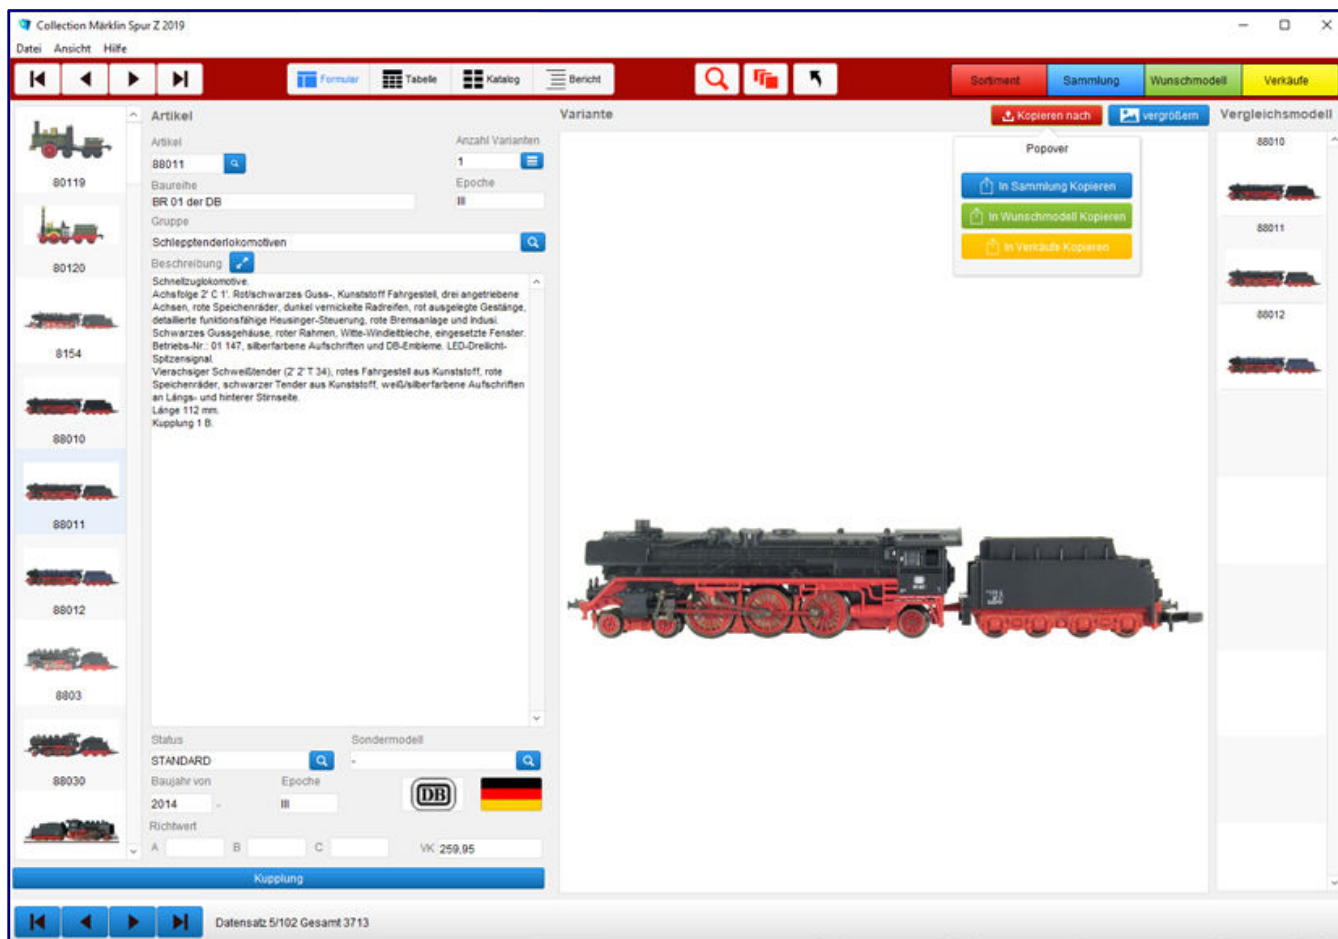 Collection Märklin Spur Z 2019
Datei Ansicht Hilfe
Formular Tabelle Katalog Bericht
Sortiment Sammlung Wunschmodell Verkäufe
80119
80120
8154
88010
88011
88012
8803
88030
Artikel
Artikel Anzahl Varianten
88011 1
Baureihe Epoche
BR 01 der DB III
Gruppe
Schlepptenderlokomotiven
Beschreibung
Schnellzuglokomotive.
Achsfolge 2' C 1'. Rot/schwarzes Guss-, Kunststoff Fahrgestell, drei angetriebene
Achsen, rote Speichenräder, dunkel vernickelte Radreifen, rot ausgelegte Gestänge,
detaillierte funktionsfähige Heusinger-Steuerung, rote Bremsanlage und Indusi.
Schwarzes Gussgehäuse, roter Rahmen, Witte-Windleitbleche, eingesetzte Fenster.
Betriebs-Nr.: 01 147, silberfarbene Aufschriften und DB-Embleme. LED-Dreilicht-
Spitzensignal.
Vierachsiger Schweißtender (2' 2' T 34), rotes Fahrgestell aus Kunststoff, rote
Speichenräder, schwarzer Tender aus Kunststoff, weiß/silberfarbene Aufschriften
an Längs- und hinterer Stirnseite.
Länge 112 mm.
Kupplung 1 B.
Status Sondermodell
STANDARD -
Baujahr von Epoche
2014 - III
DB
Richtwert
A B C VK 259,95
Kupplung
Variante
Kopieren nach vergrößern
Popover
In Sammlung Kopieren
In Wunschmodell Kopieren
In Verkäufe Kopieren
Vergleichsmodell
88010
88011
88012
Datensatz 5/102 Gesamt 3713